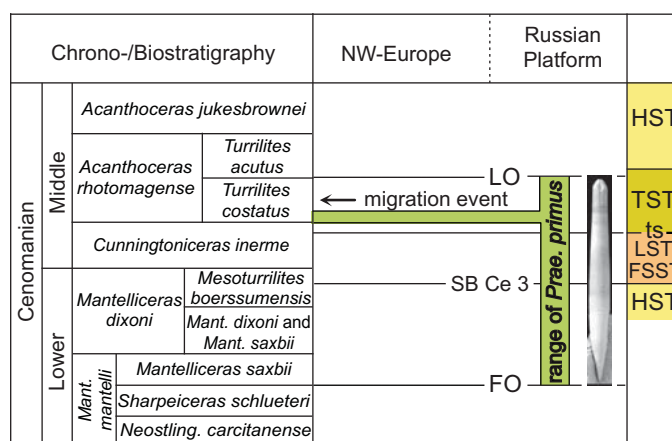 Chrono-/Biostratigraphy
NW-Europe
Russian
Platform
Cenomanian
Middle
Lower
Acanthoceras jukesbrownei
Acanthoceras
rhotomagense
Turrilites
acutus
Turrilites
costatus
Cunningtoniceras inerme
Mantelliceras
dixoni
Mesoturrilites
boerssumensis
Mant. dixoni and
Mant. saxbii
Mant.
mantelli
Mantelliceras saxbii
Sharpeiceras schlueteri
Neostling. carcitanense
LO
migration event
SB Ce 3
FO
range of Prae. primus
HST
TST
ts
LST
FSST
HST